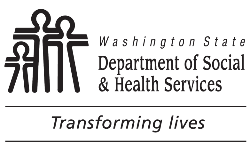 Washington State
Department of Social
& Health Services
Transforming lives